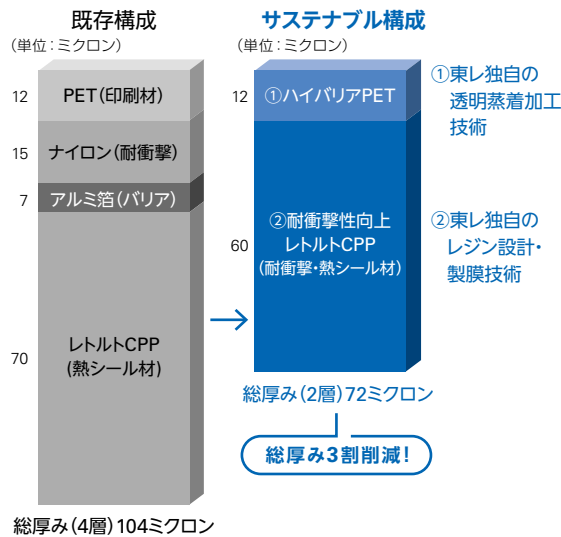 既存構成
（単位：ミクロン）
12
PET（印刷材）
15
ナイロン（耐衝撃）
7
アルミ箔（バリア）
70
レトルトCPP
（熱シール材）
総厚み（4層）104ミクロン
サステナブル構成
（単位：ミクロン）
12
①ハイバリアPET
60
②耐衝撃性向上
レトルトCPP
（耐衝撃・熱シール材）
総厚み（2層）72ミクロン
総厚み3割削減！
①東レ独自の
透明蒸着加工
技術
②東レ独自の
レジン設計・
製膜技術